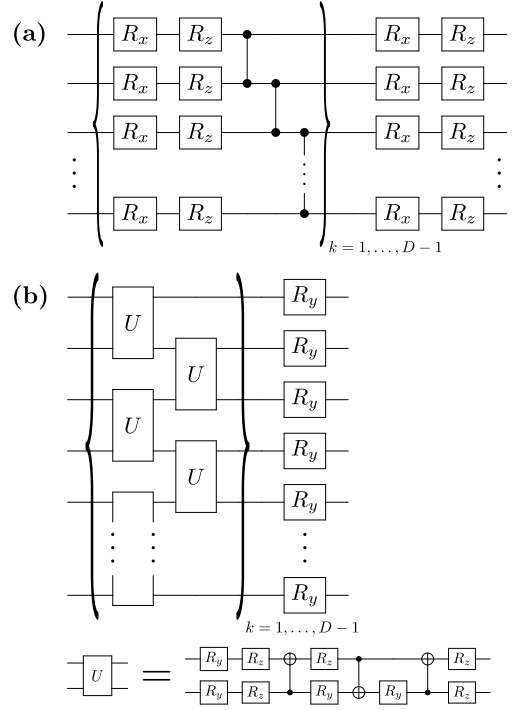 (a)
R_x R_z R_x R_z
R_x R_z R_x R_z
R_x R_z R_x R_z
R_x R_z R_x R_z
k = 1, . . . , D − 1
(b)
R_y
U
R_y
U
R_y
U
R_y
U
R_y
R_y
k = 1, . . . , D − 1
R_y R_z R_z R_z
U =
R_y R_z R_y R_y R_z